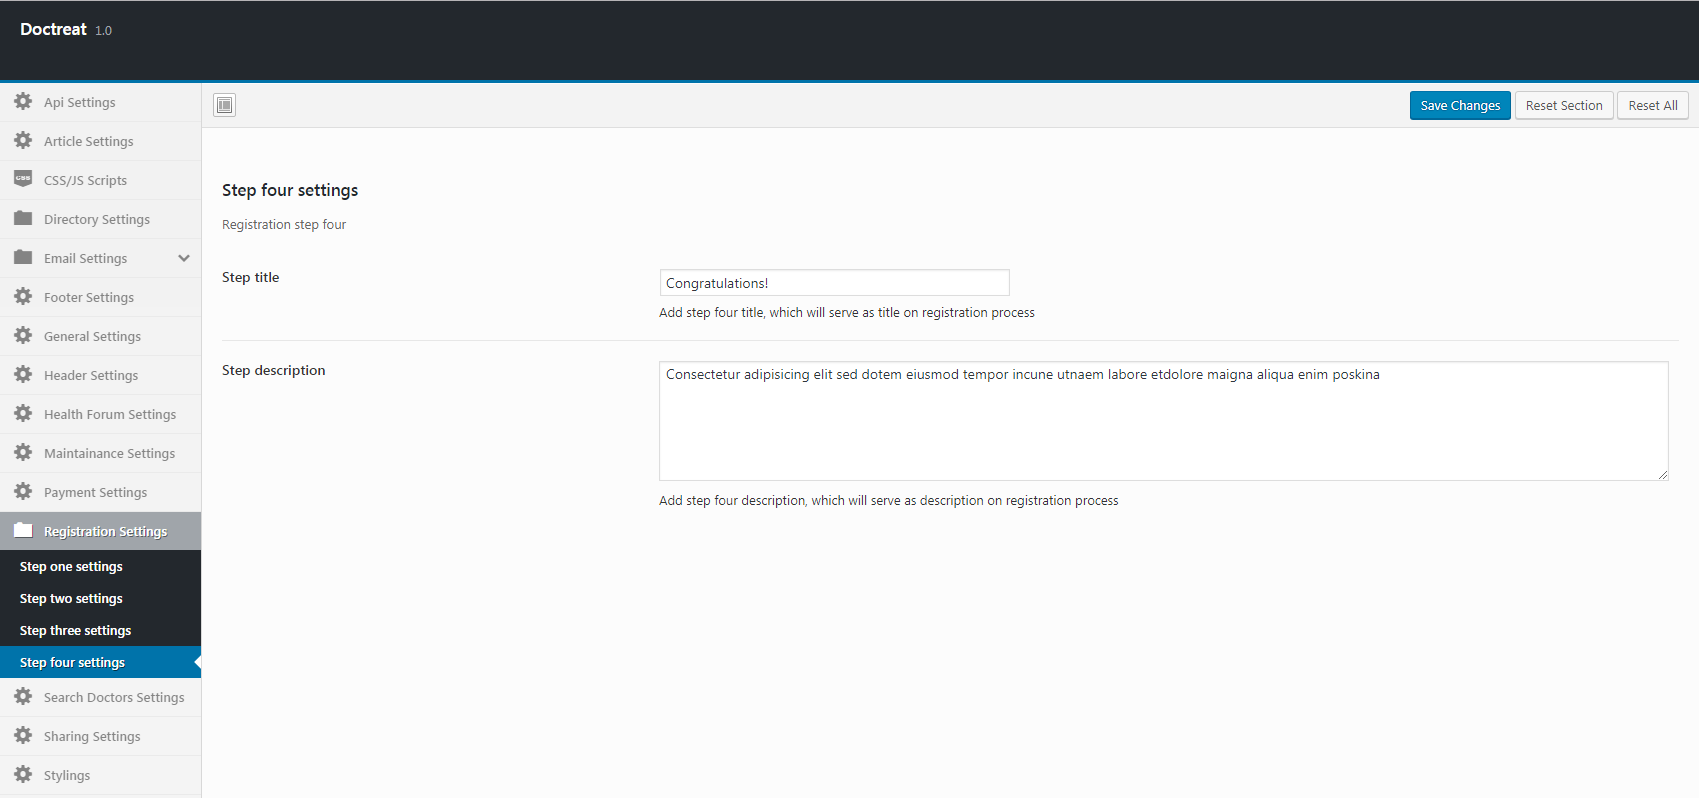 Doctreat 1.0
Save Changes Reset Section Reset All
Api Settings
Article Settings
CSS CSS/JS Scripts
Directory Settings
Email Settings
Footer Settings
General Settings
Header Settings
Health Forum Settings
Maintainance Settings
Payment Settings
Registration Settings
Step one settings
Step two settings
Step three settings
Step four settings
Search Doctors Settings
Sharing Settings
Stylings
Step four settings
Registration step four
Step title
Congratulations!
Add step four title, which will serve as title on registration process
Step description
Consectetur adipisicing elit sed dotem eiusmod tempor incune utnaem labore etdolore maigna aliqua enim poskina
Add step four description, which will serve as description on registration process